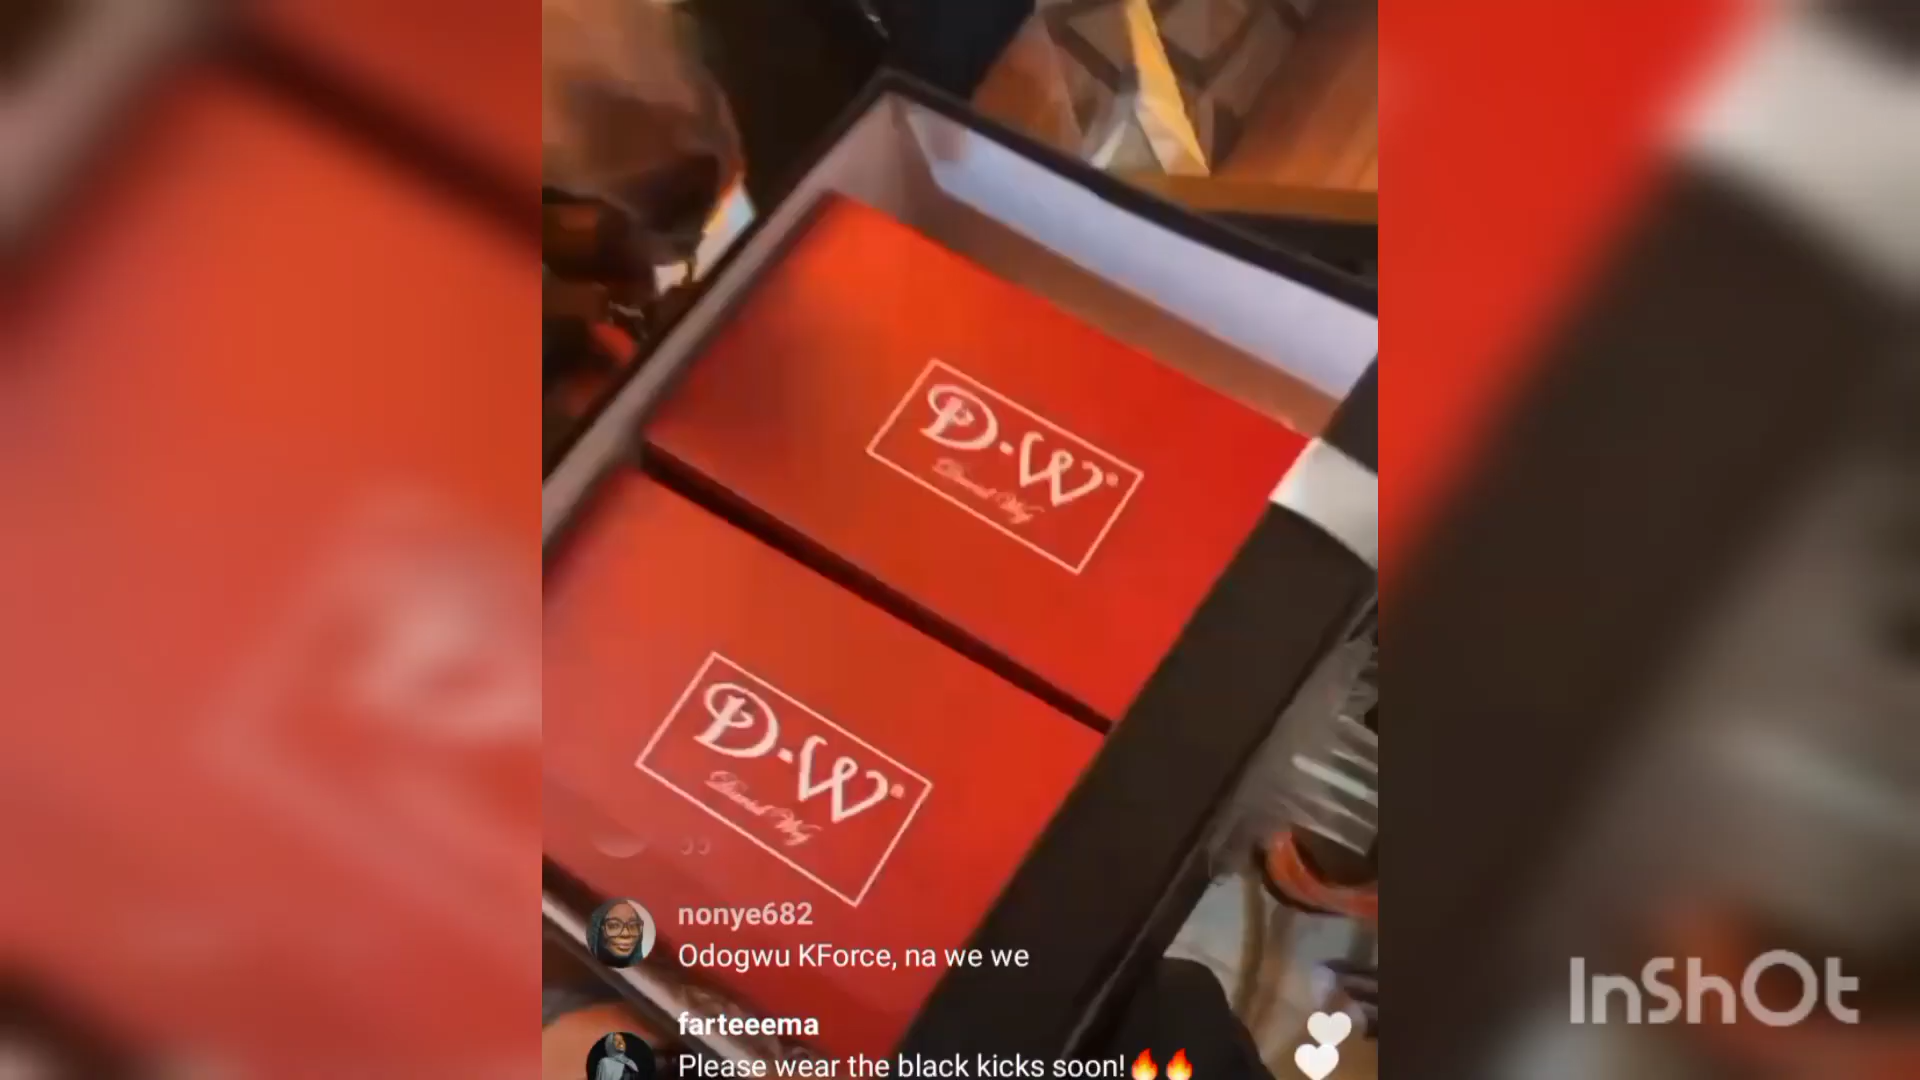 D·W
D·W
nonye682
Odogwu KForce, na we we
farteeema
Please wear the black kicks soon!🔥🔥
InShOt